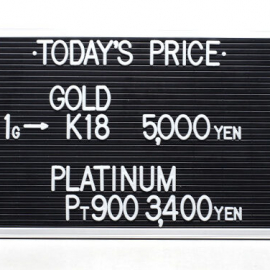 ·TODAY'S PRICE·
GOLD
1G→ K18 5,000 YEN
PLATINUM
PT900 3,400 YEN